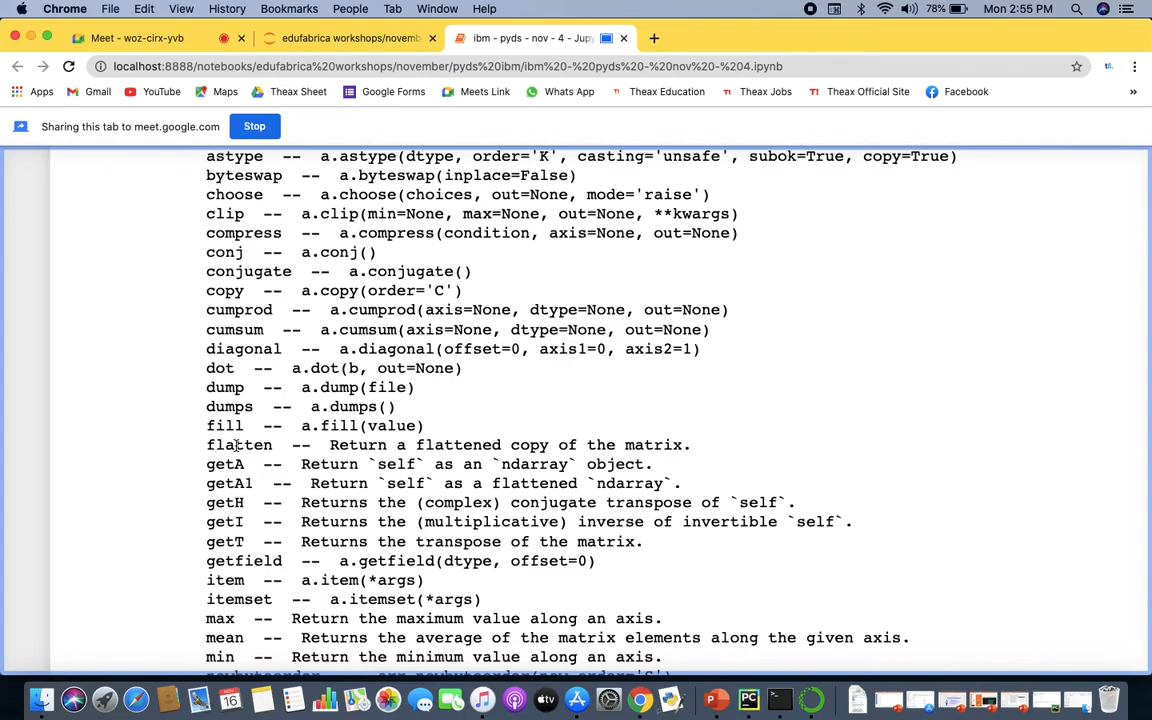 Chrome File Edit View History Bookmarks People Tab Window Help 78% Mon 2:55 PM
Meet - woz-cirx-yvb
edufabrica workshops/novemb
ibm - pyds - nov - 4 - Jupy
localhost:8888/notebooks/edufabrica%20workshops/november/pyds%20ibm/ibm%20-%20pyds%20-%20nov%20-%204.ipynb
Apps Gmail YouTube Maps Theax Sheet Google Forms Meets Link Whats App Theax Education Theax Jobs Theax Official Site Facebook »
Sharing this tab to meet.google.com Stop
astype -- a.astype(dtype, order='K', casting='unsafe', subok=True, copy=True)
byteswap -- a.byteswap(inplace=False)
choose -- a.choose(choices, out=None, mode='raise')
clip -- a.clip(min=None, max=None, out=None, **kwargs)
compress -- a.compress(condition, axis=None, out=None)
conj -- a.conj()
conjugate -- a.conjugate()
copy -- a.copy(order='C')
cumprod -- a.cumprod(axis=None, dtype=None, out=None)
cumsum -- a.cumsum(axis=None, dtype=None, out=None)
diagonal -- a.diagonal(offset=0, axis1=0, axis2=1)
dot -- a.dot(b, out=None)
dump -- a.dump(file)
dumps -- a.dumps()
fill -- a.fill(value)
flatten -- Return a flattened copy of the matrix.
getA -- Return `self` as an `ndarray` object.
getA1 -- Return `self` as a flattened `ndarray`.
getH -- Returns the (complex) conjugate transpose of `self`.
getI -- Returns the (multiplicative) inverse of invertible `self`.
getT -- Returns the transpose of the matrix.
getfield -- a.getfield(dtype, offset=0)
item -- a.item(*args)
itemset -- a.itemset(*args)
max -- Return the maximum value along an axis.
mean -- Returns the average of the matrix elements along the given axis.
min -- Return the minimum value along an axis.
NOV
16